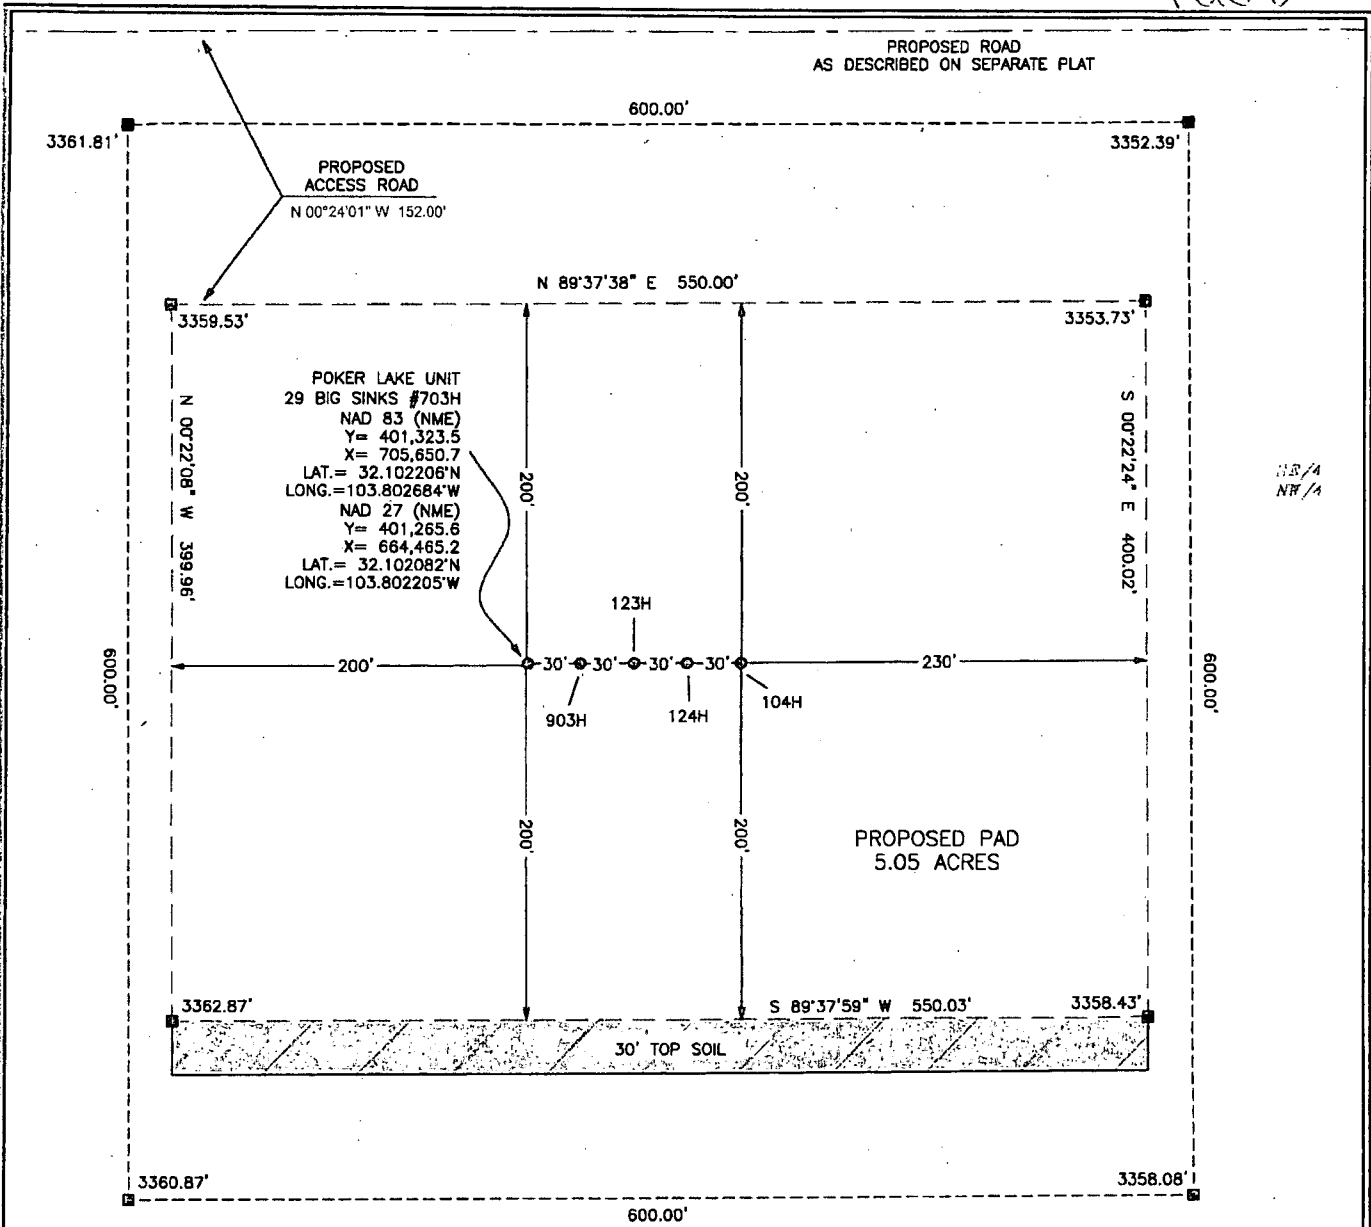 PROPOSED ROAD
AS DESCRIBED ON SEPARATE PLAT
600.00'
3361.81'
3352.39'
PROPOSED
ACCESS ROAD
N 00°24'01" W 152.00'
N 89°37'38" E 550.00'
3359.53'
3353.73'
POKER LAKE UNIT
29 BIG SINKS #703H
NAD 83 (NME)
Y= 401,323.5
X= 705,650.7
LAT.= 32.102206°N
LONG.=103.802684°W
NAD 27 (NME)
Y= 401,265.6
X= 664,465.2
LAT.= 32.102082°N
LONG.=103.802205°W
N 00°22'08" W 399.96'
S 00°22'24" E 400.02'
200'
200'
NW/4
123H
600.00'
200'
30'
30'
30'
30'
230'
600.00'
903H
124H
104H
200'
200'
PROPOSED PAD
5.05 ACRES
3362.87'
S 89°37'59" W 550.03'
3358.43'
30' TOP SOIL
3360.87'
3358.08'
600.00'